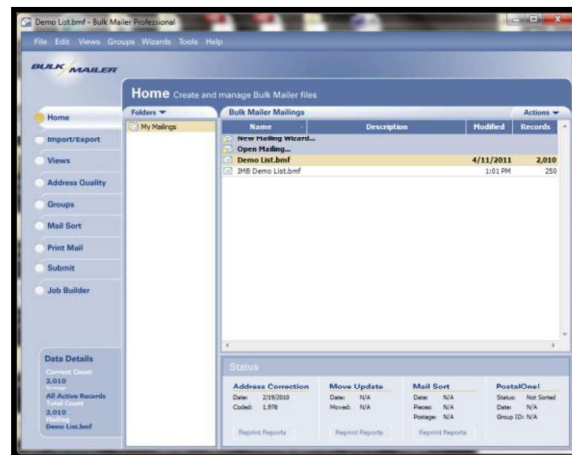 Demo List.bmf - Bulk Mailer Professional
File Edit Views Groups Wizards Tools Help
BULK MAILER
Home Create and manage Bulk Mailer files
Home
Import/Export
Views
Address Quality
Groups
Mail Sort
Print Mail
Submit
Job Builder
Data Details
Current Count
2,010
Group
All Active Records
Total Count
2,010
Mailing
Demo List.bmf
Folders
My Mailings
Bulk Mailer Mailings Actions
Name Description Modified Records
New Mailing Wizard...
Open Mailing...
Demo List.bmf 4/11/2011 2,010
IMB Demo List.bmf 1:01 PM 250
Status
Address Correction
Date: 2/19/2010
Coded: 1,978
Reprint Reports
Move Update
Date: N/A
Moved: N/A
Reprint Reports
Mail Sort
Date: N/A
Pieces: N/A
Postage: N/A
Reprint Reports
PostalOne!
Status: Not Sorted
Date: N/A
Group ID: N/A